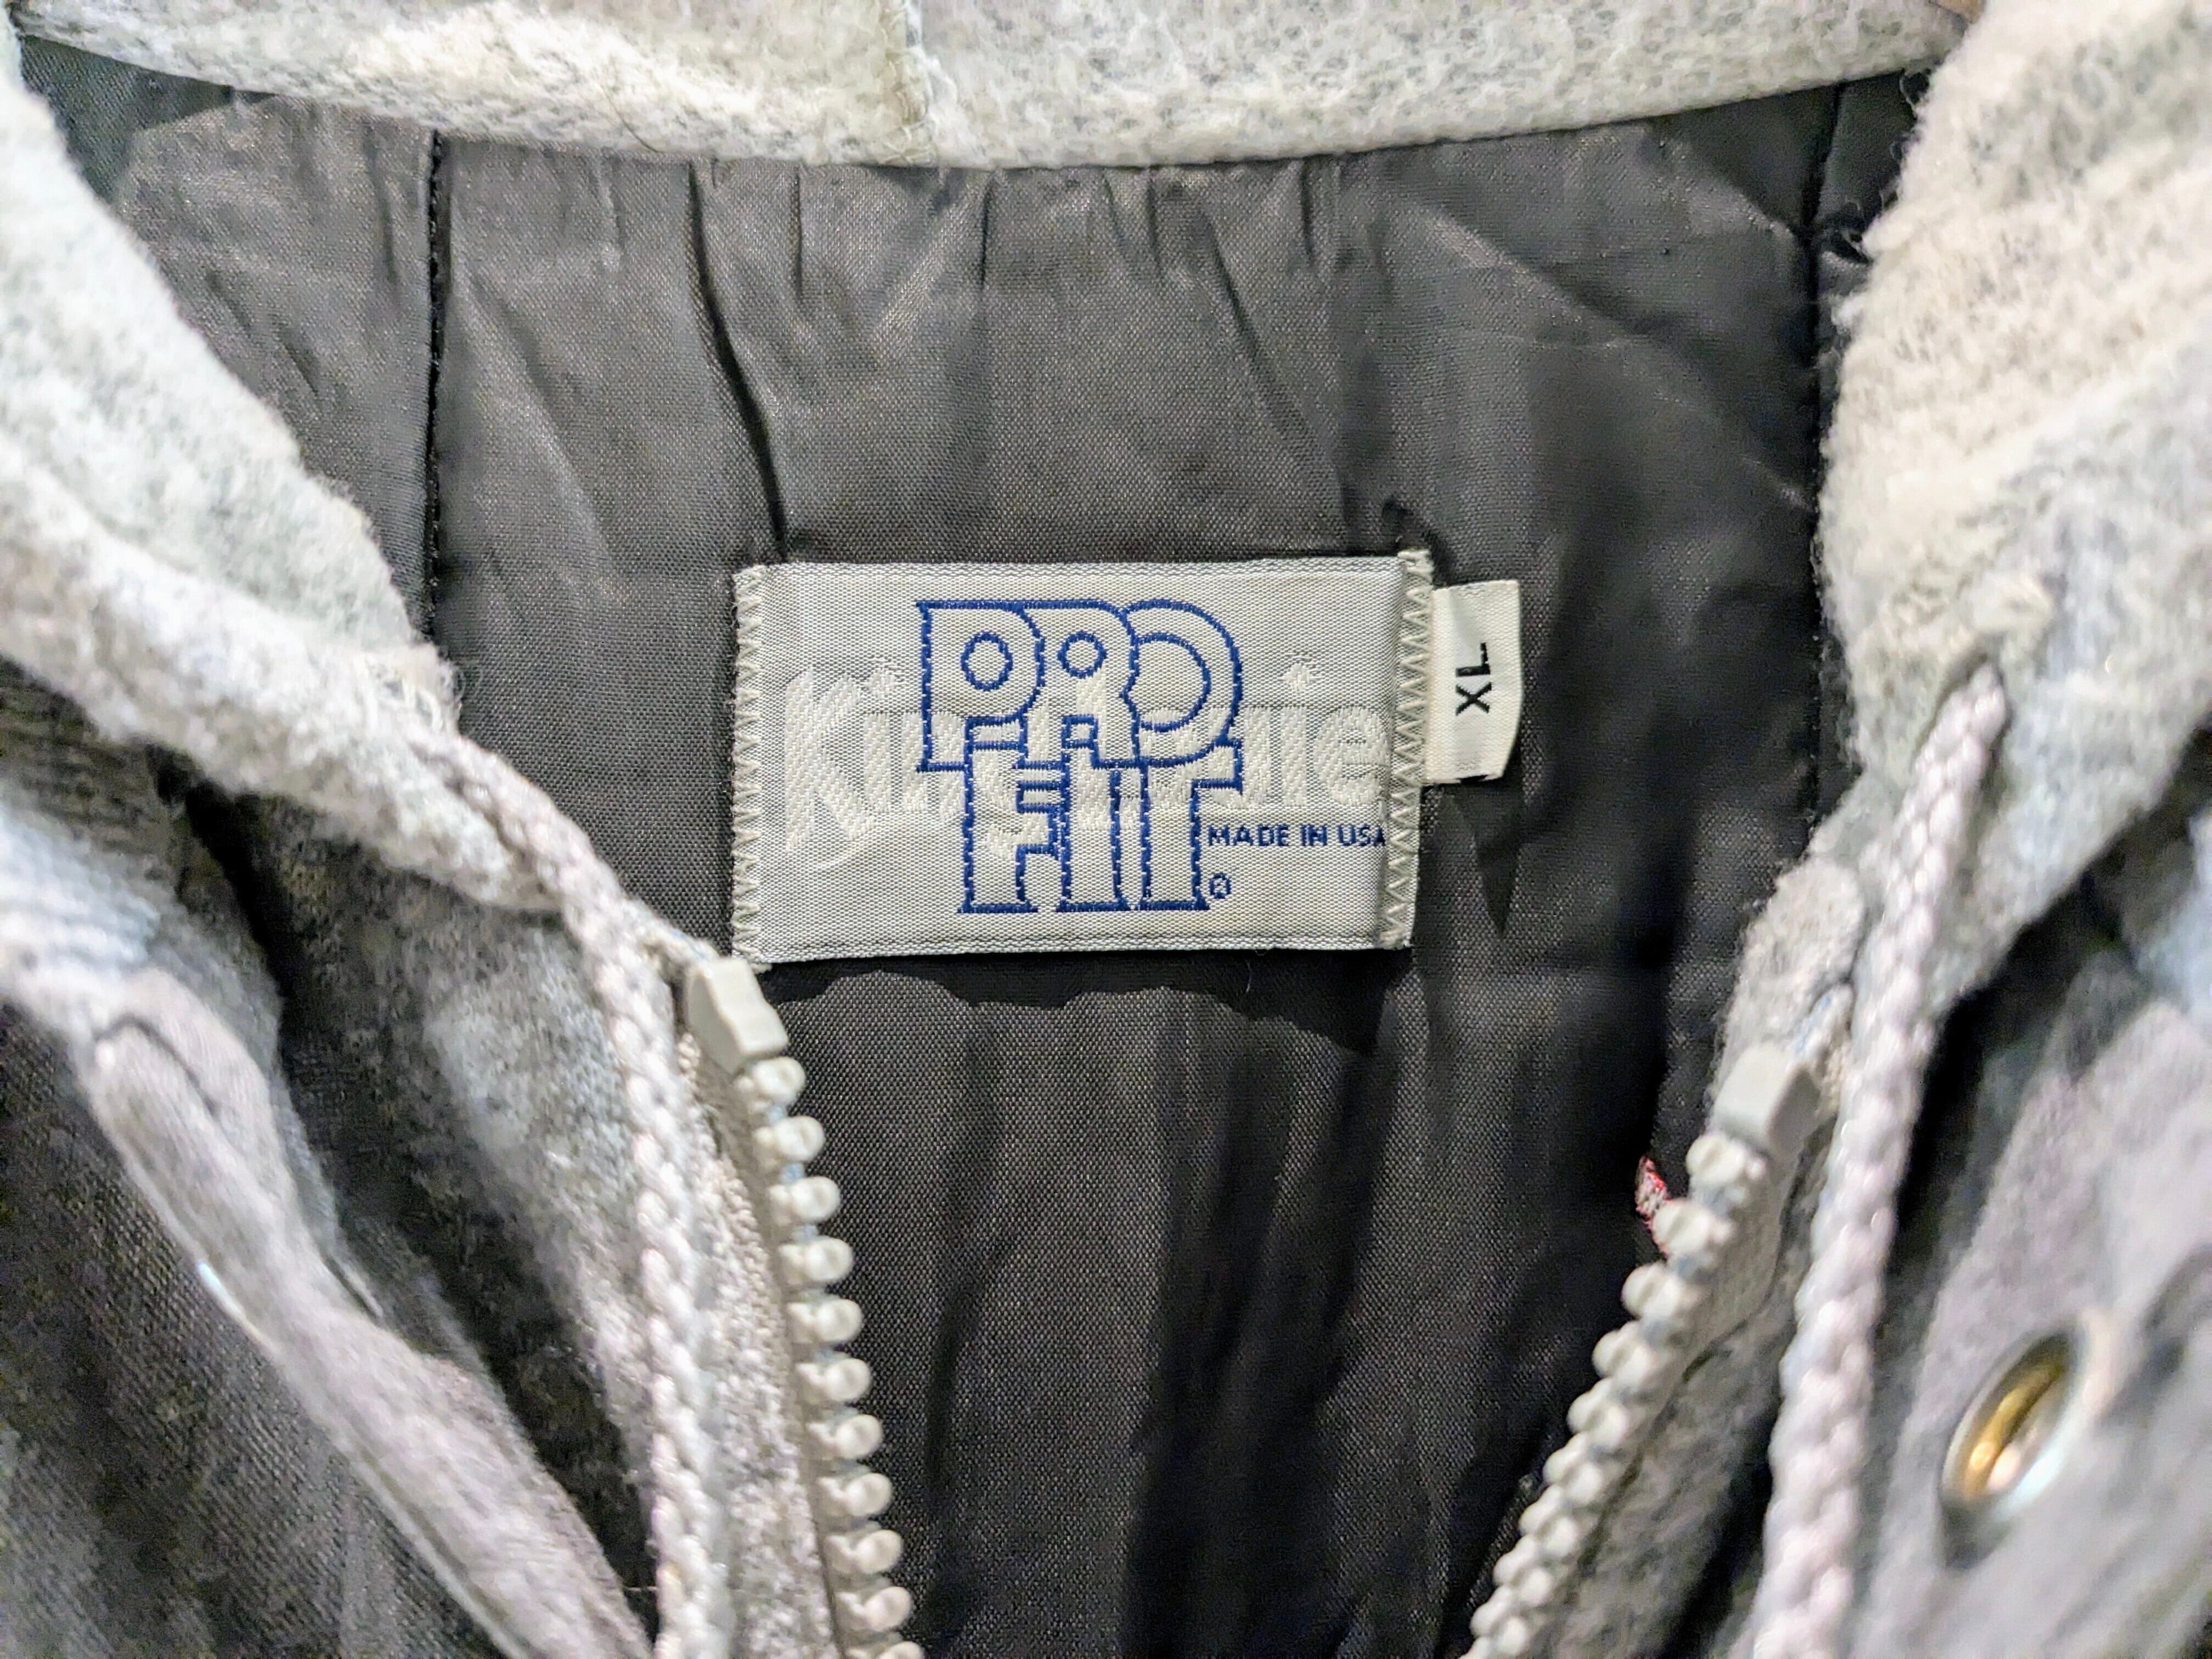 PRO
FIT
MADE IN USA
®
XL